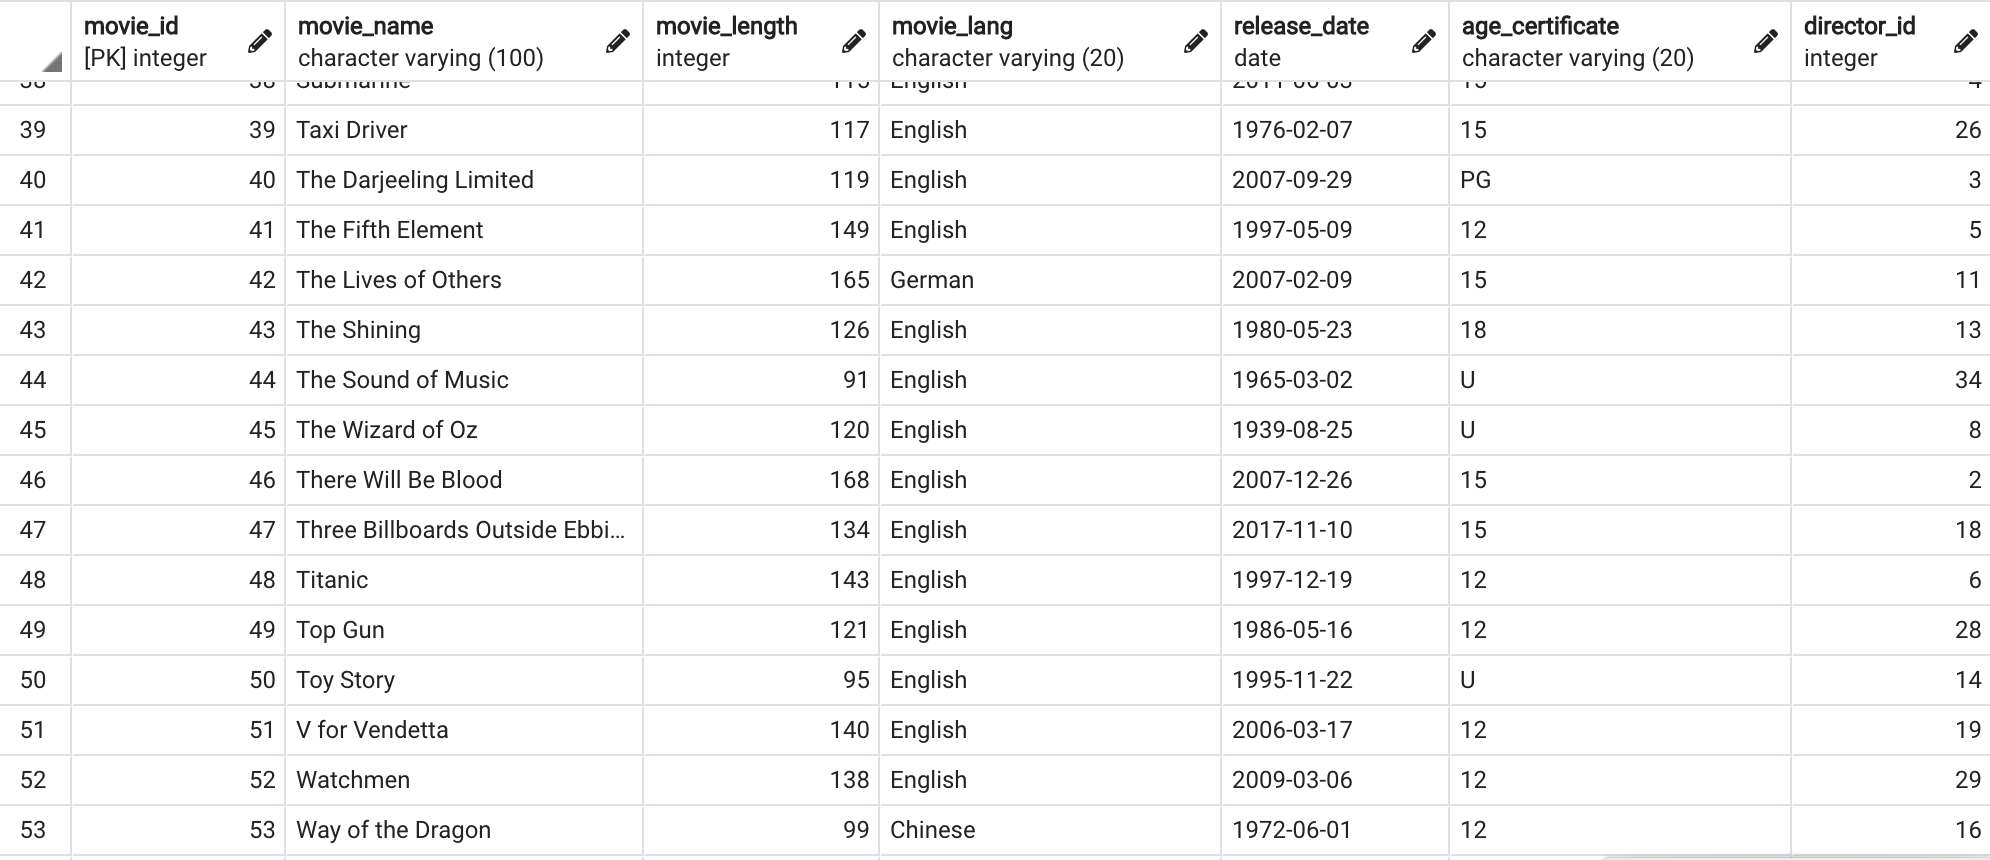 movie_id movie_name movie_length movie_lang release_date age_certificate director_id
[PK] integer character varying (100) integer character varying (20) date character varying (20) integer
38 38 Submarine 115 English 15 4
39 39 Taxi Driver 117 English 1976-02-07 15 26
40 40 The Darjeeling Limited 119 English 2007-09-29 PG 3
41 41 The Fifth Element 149 English 1997-05-09 12 5
42 42 The Lives of Others 165 German 2007-02-09 15 11
43 43 The Shining 126 English 1980-05-23 18 13
44 44 The Sound of Music 91 English 1965-03-02 U 34
45 45 The Wizard of Oz 120 English 1939-08-25 U 8
46 46 There Will Be Blood 168 English 2007-12-26 15 2
47 47 Three Billboards Outside Ebbi... 134 English 2017-11-10 15 18
48 48 Titanic 143 English 1997-12-19 12 6
49 49 Top Gun 121 English 1986-05-16 12 28
50 50 Toy Story 95 English 1995-11-22 U 14
51 51 V for Vendetta 140 English 2006-03-17 12 19
52 52 Watchmen 138 English 2009-03-06 12 29
53 53 Way of the Dragon 99 Chinese 1972-06-01 12 16